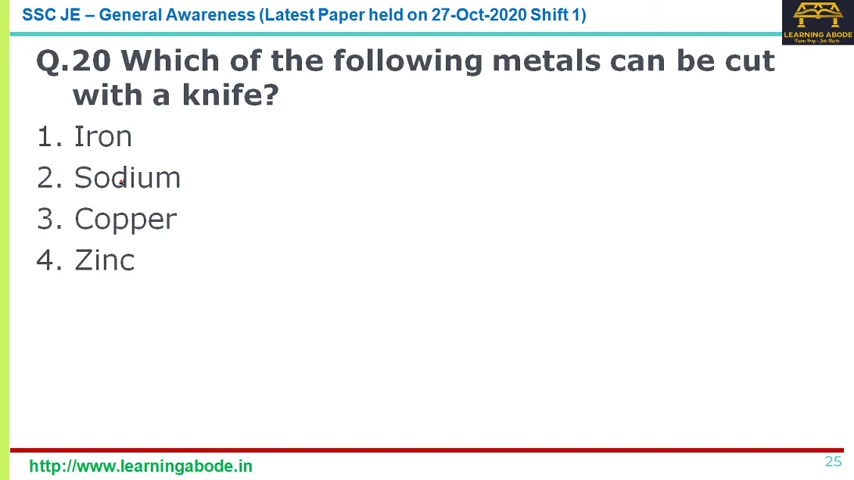 SSC JE – General Awareness (Latest Paper held on 27-Oct-2020 Shift 1)
LEARNING ABODE
Q.20 Which of the following metals can be cut
with a knife?
1. Iron
2. Sodium
3. Copper
4. Zinc
http://www.learningabode.in
25